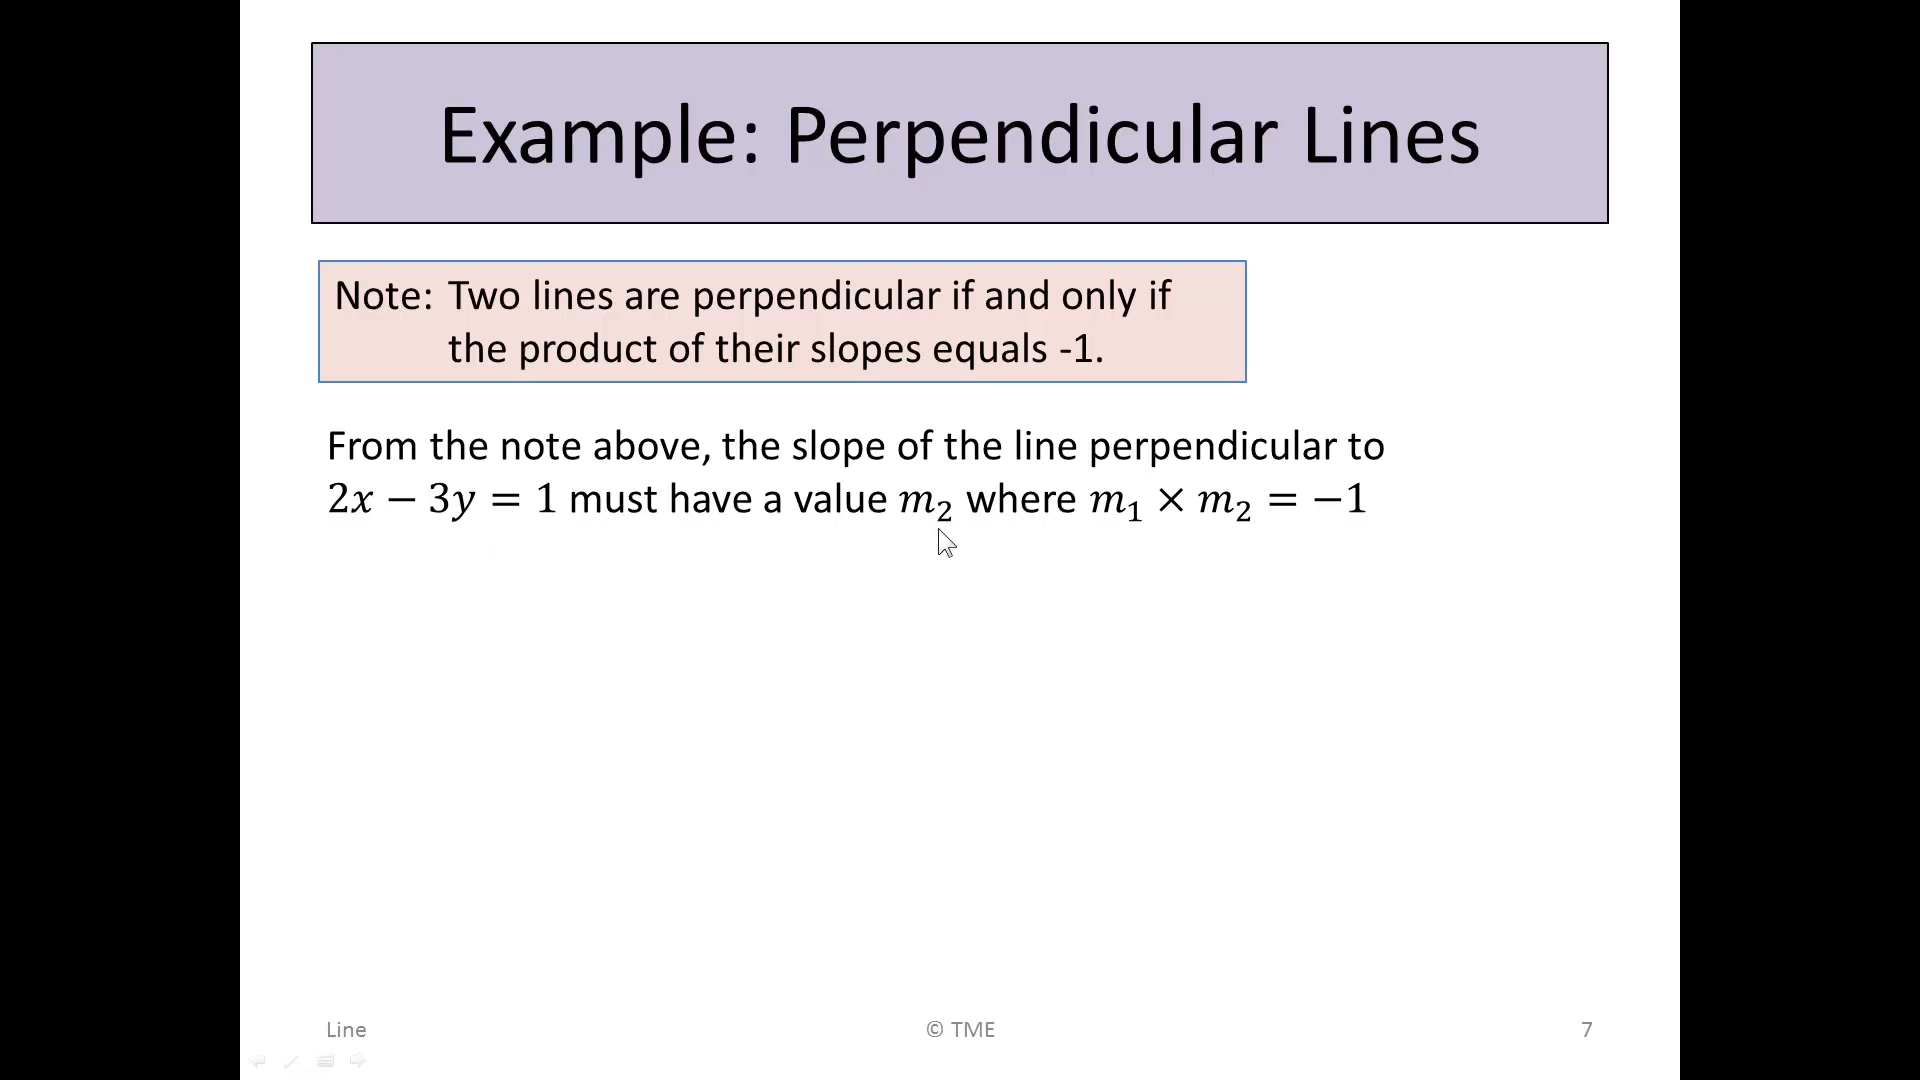 Example: Perpendicular Lines
Note: Two lines are perpendicular if and only if
the product of their slopes equals -1.
From the note above, the slope of the line perpendicular to
2x − 3y = 1 must have a value m₂ where m₁ × m₂ = −1
Line © TME 7